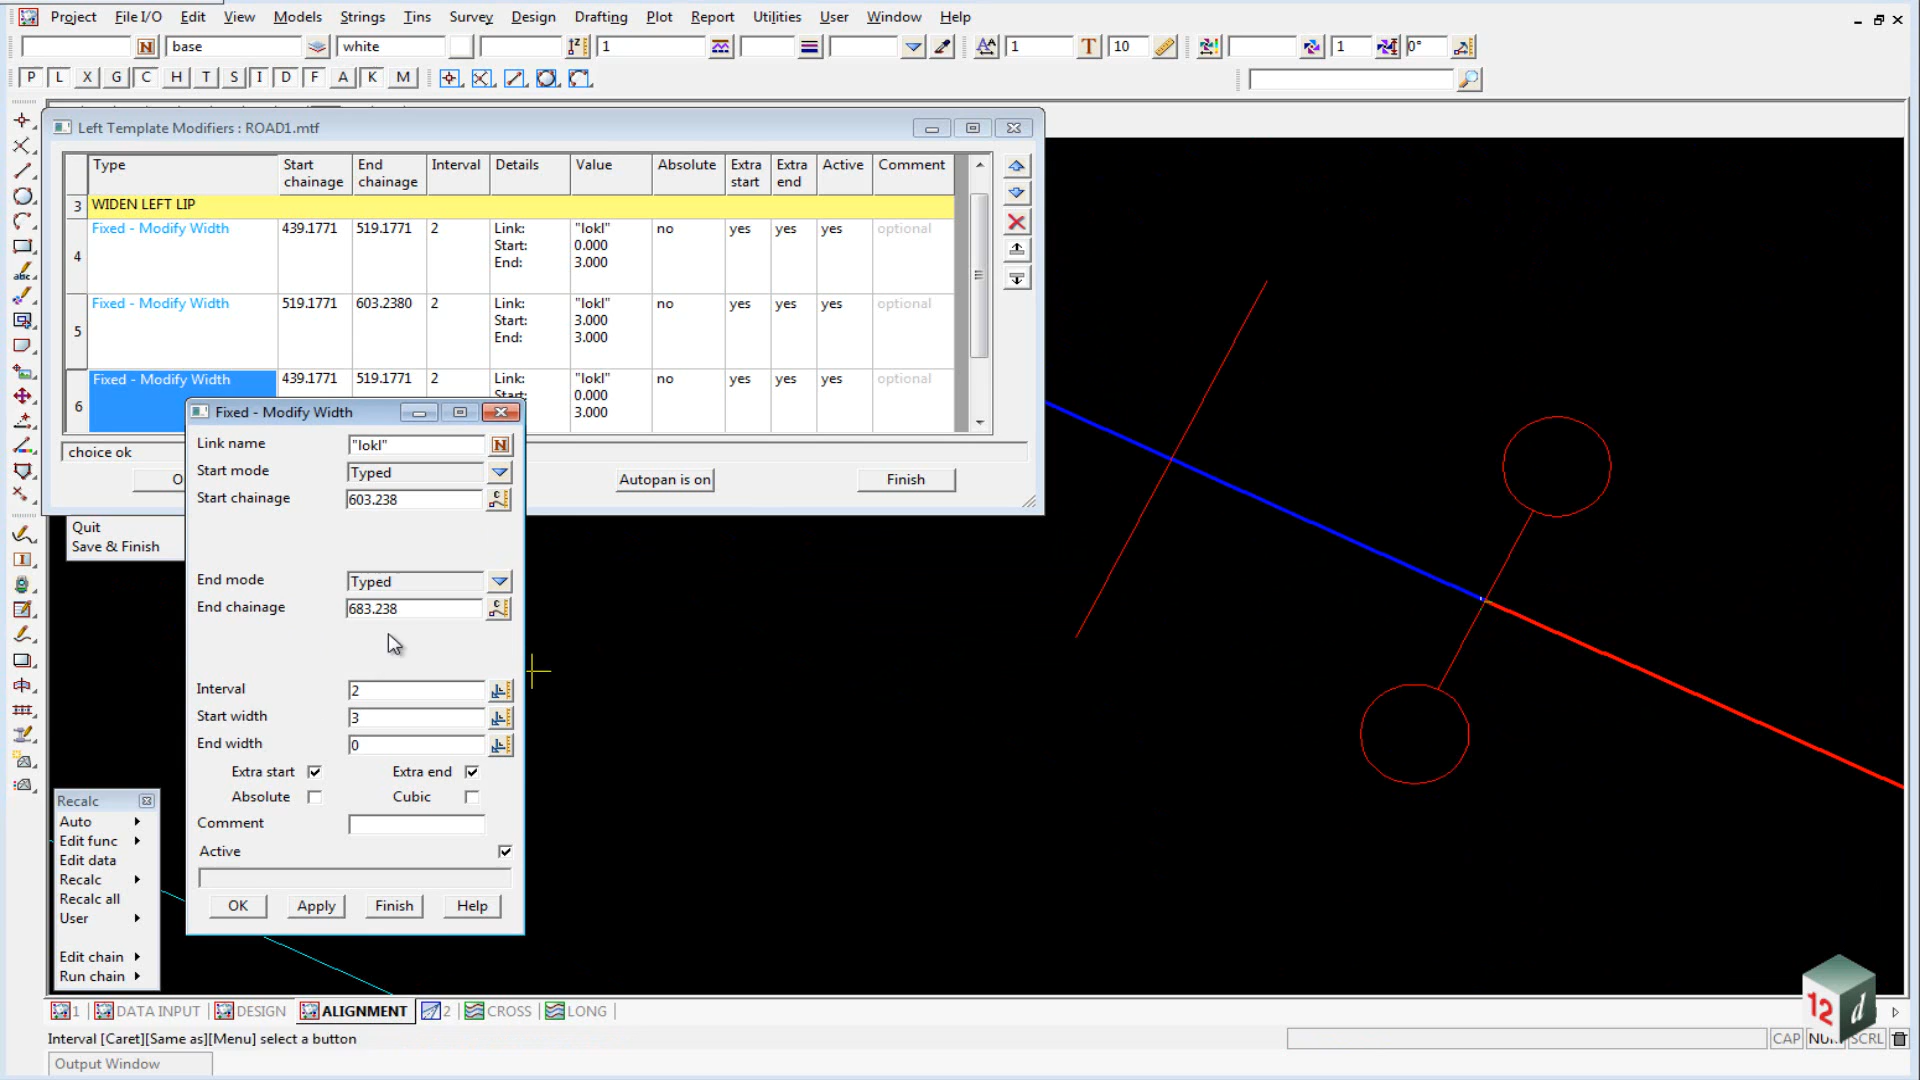 Project File I/O Edit View Models Strings Tins Survey Design Drafting Plot Report Utilities User Window Help
N base white 1 T 1 10 1 0°
P L X G C H T S I D F A K M
Left Template Modifiers : ROAD1.mtf
Type Start chainage End chainage Interval Details Value Absolute Extra start Extra end Active Comment
3 WIDEN LEFT LIP
4 Fixed - Modify Width 439.1771 519.1771 2 Link: "lokl" no yes yes yes optional
Start: 0.000
End: 3.000
5 Fixed - Modify Width 519.1771 603.2380 2 Link: "lokl" no yes yes yes optional
Start: 3.000
End: 3.000
6 Fixed - Modify Width 439.1771 519.1771 2 Link: "lokl" no yes yes yes optional
Start: 0.000
3.000
choice ok
O Autopan is on Finish
Quit
Save & Finish
Fixed - Modify Width
Link name "lokl" N
Start mode Typed
Start chainage 603.238
End mode Typed
End chainage 683.238
Interval 2
Start width 3
End width 0
Extra start Extra end
Absolute Cubic
Comment
Active
OK Apply Finish Help
Recalc
Auto
Edit func
Edit data
Recalc
Recalc all
User
Edit chain
Run chain
12 d
1 DATA INPUT DESIGN ALIGNMENT 2 CROSS LONG
Interval [Caret][Same as][Menu] select a button CAP NUM SCRL
Output Window